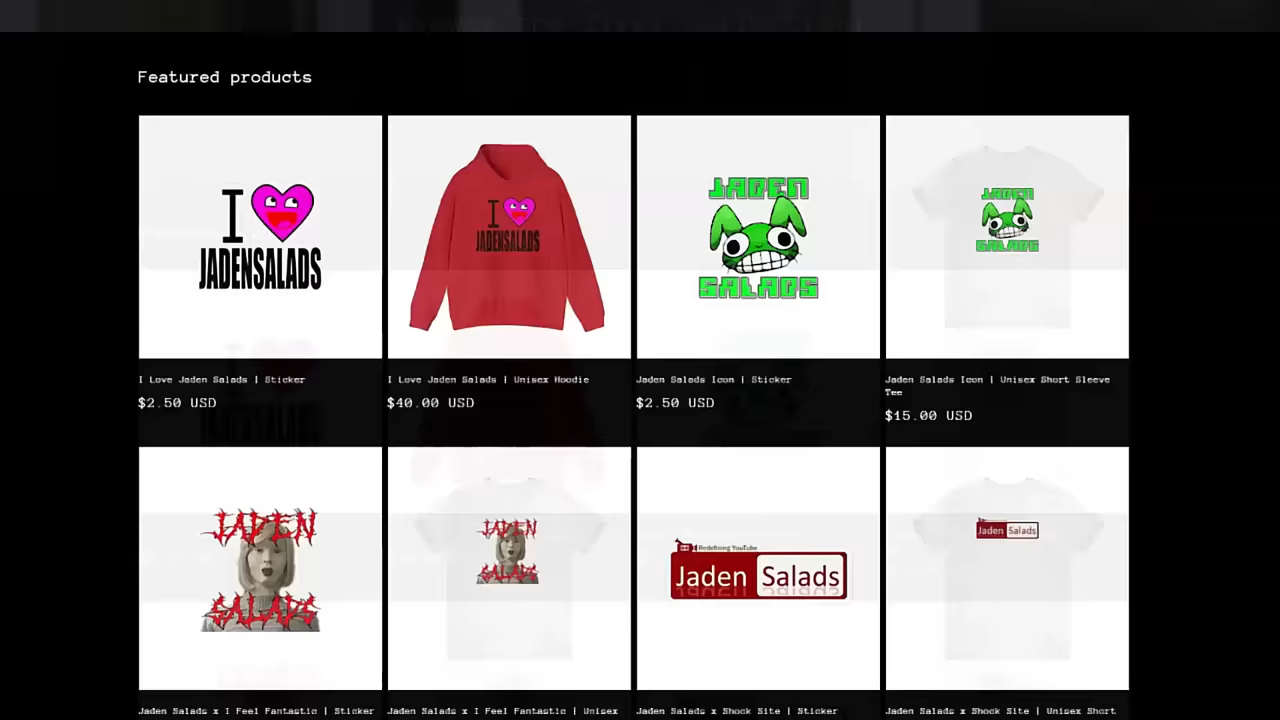 Featured products
I
JADENSALADS
I
JADENSALADS
JADEN
SALADS
JADEN
SALADS
I Love Jaden Salads | Sticker
$2.50 USD
I Love Jaden Salads | Unisex Hoodie
$40.00 USD
Jaden Salads Icon | Sticker
$2.50 USD
Jaden Salads Icon | Unisex Short Sleeve
Tee
$15.00 USD
JADEN
SALADS
JADEN
SALADS
Redefining YouTube
Jaden Salads
Jaden Salads
Jaden Salads x I Feel Fantastic | Sticker
Jaden Salads x I Feel Fantastic | Unisex
Jaden Salads x Shock Site | Sticker
Jaden Salads x Shock Site | Unisex Short